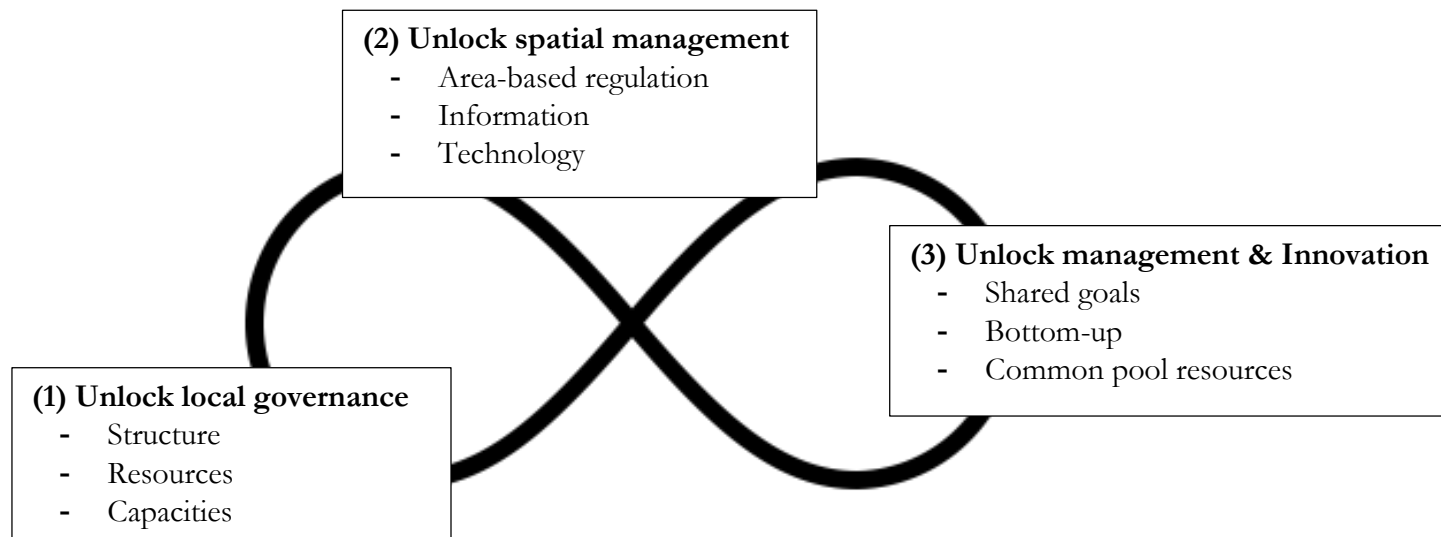 (2) Unlock spatial management
- Area-based regulation
- Information
- Technology
(3) Unlock management & Innovation
- Shared goals
- Bottom-up
- Common pool resources
(1) Unlock local governance
- Structure
- Resources
- Capacities